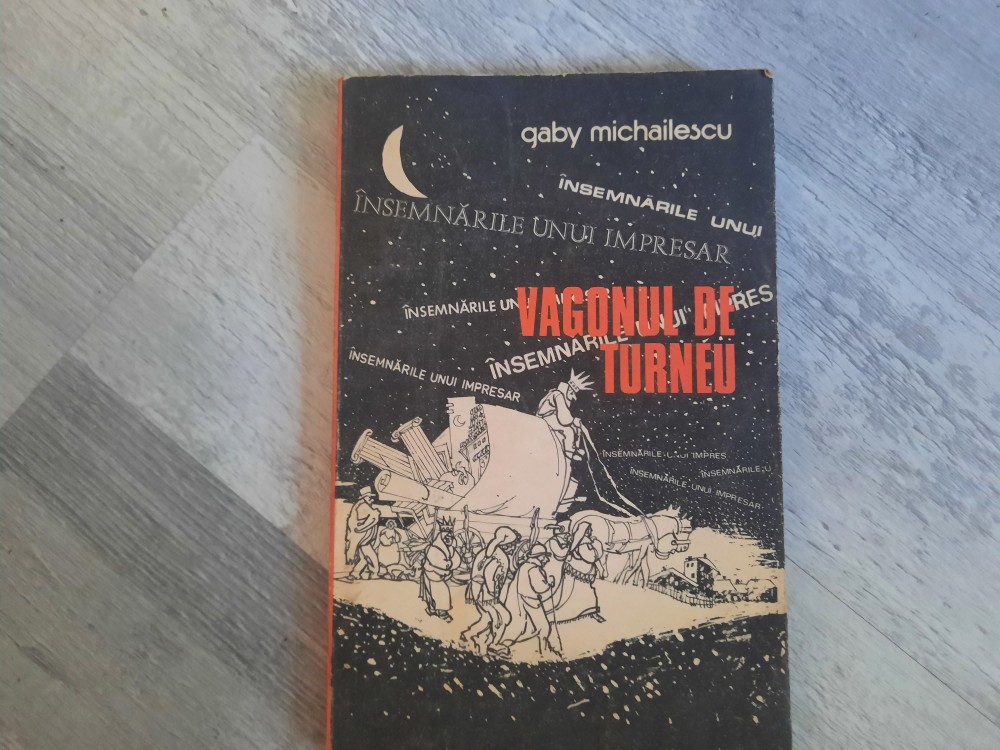 gaby michailescu
ÎNSEMNĂRILE UNUI
ÎNSEMNĂRILE UNUI IMPRESAR
ÎNSEMNĂRILE
VAGONUL DE
ÎNSEMNĂRILE UNUI IMPRES
TURNEU
ÎNSEMNĂRILE UNUI IMPRESAR
ÎNSEMNĂRILE-UNUI IMPRES
ÎNSEMNĂRILE;U
ÎNSEMNĂRILE-UNUI IMPRESAR